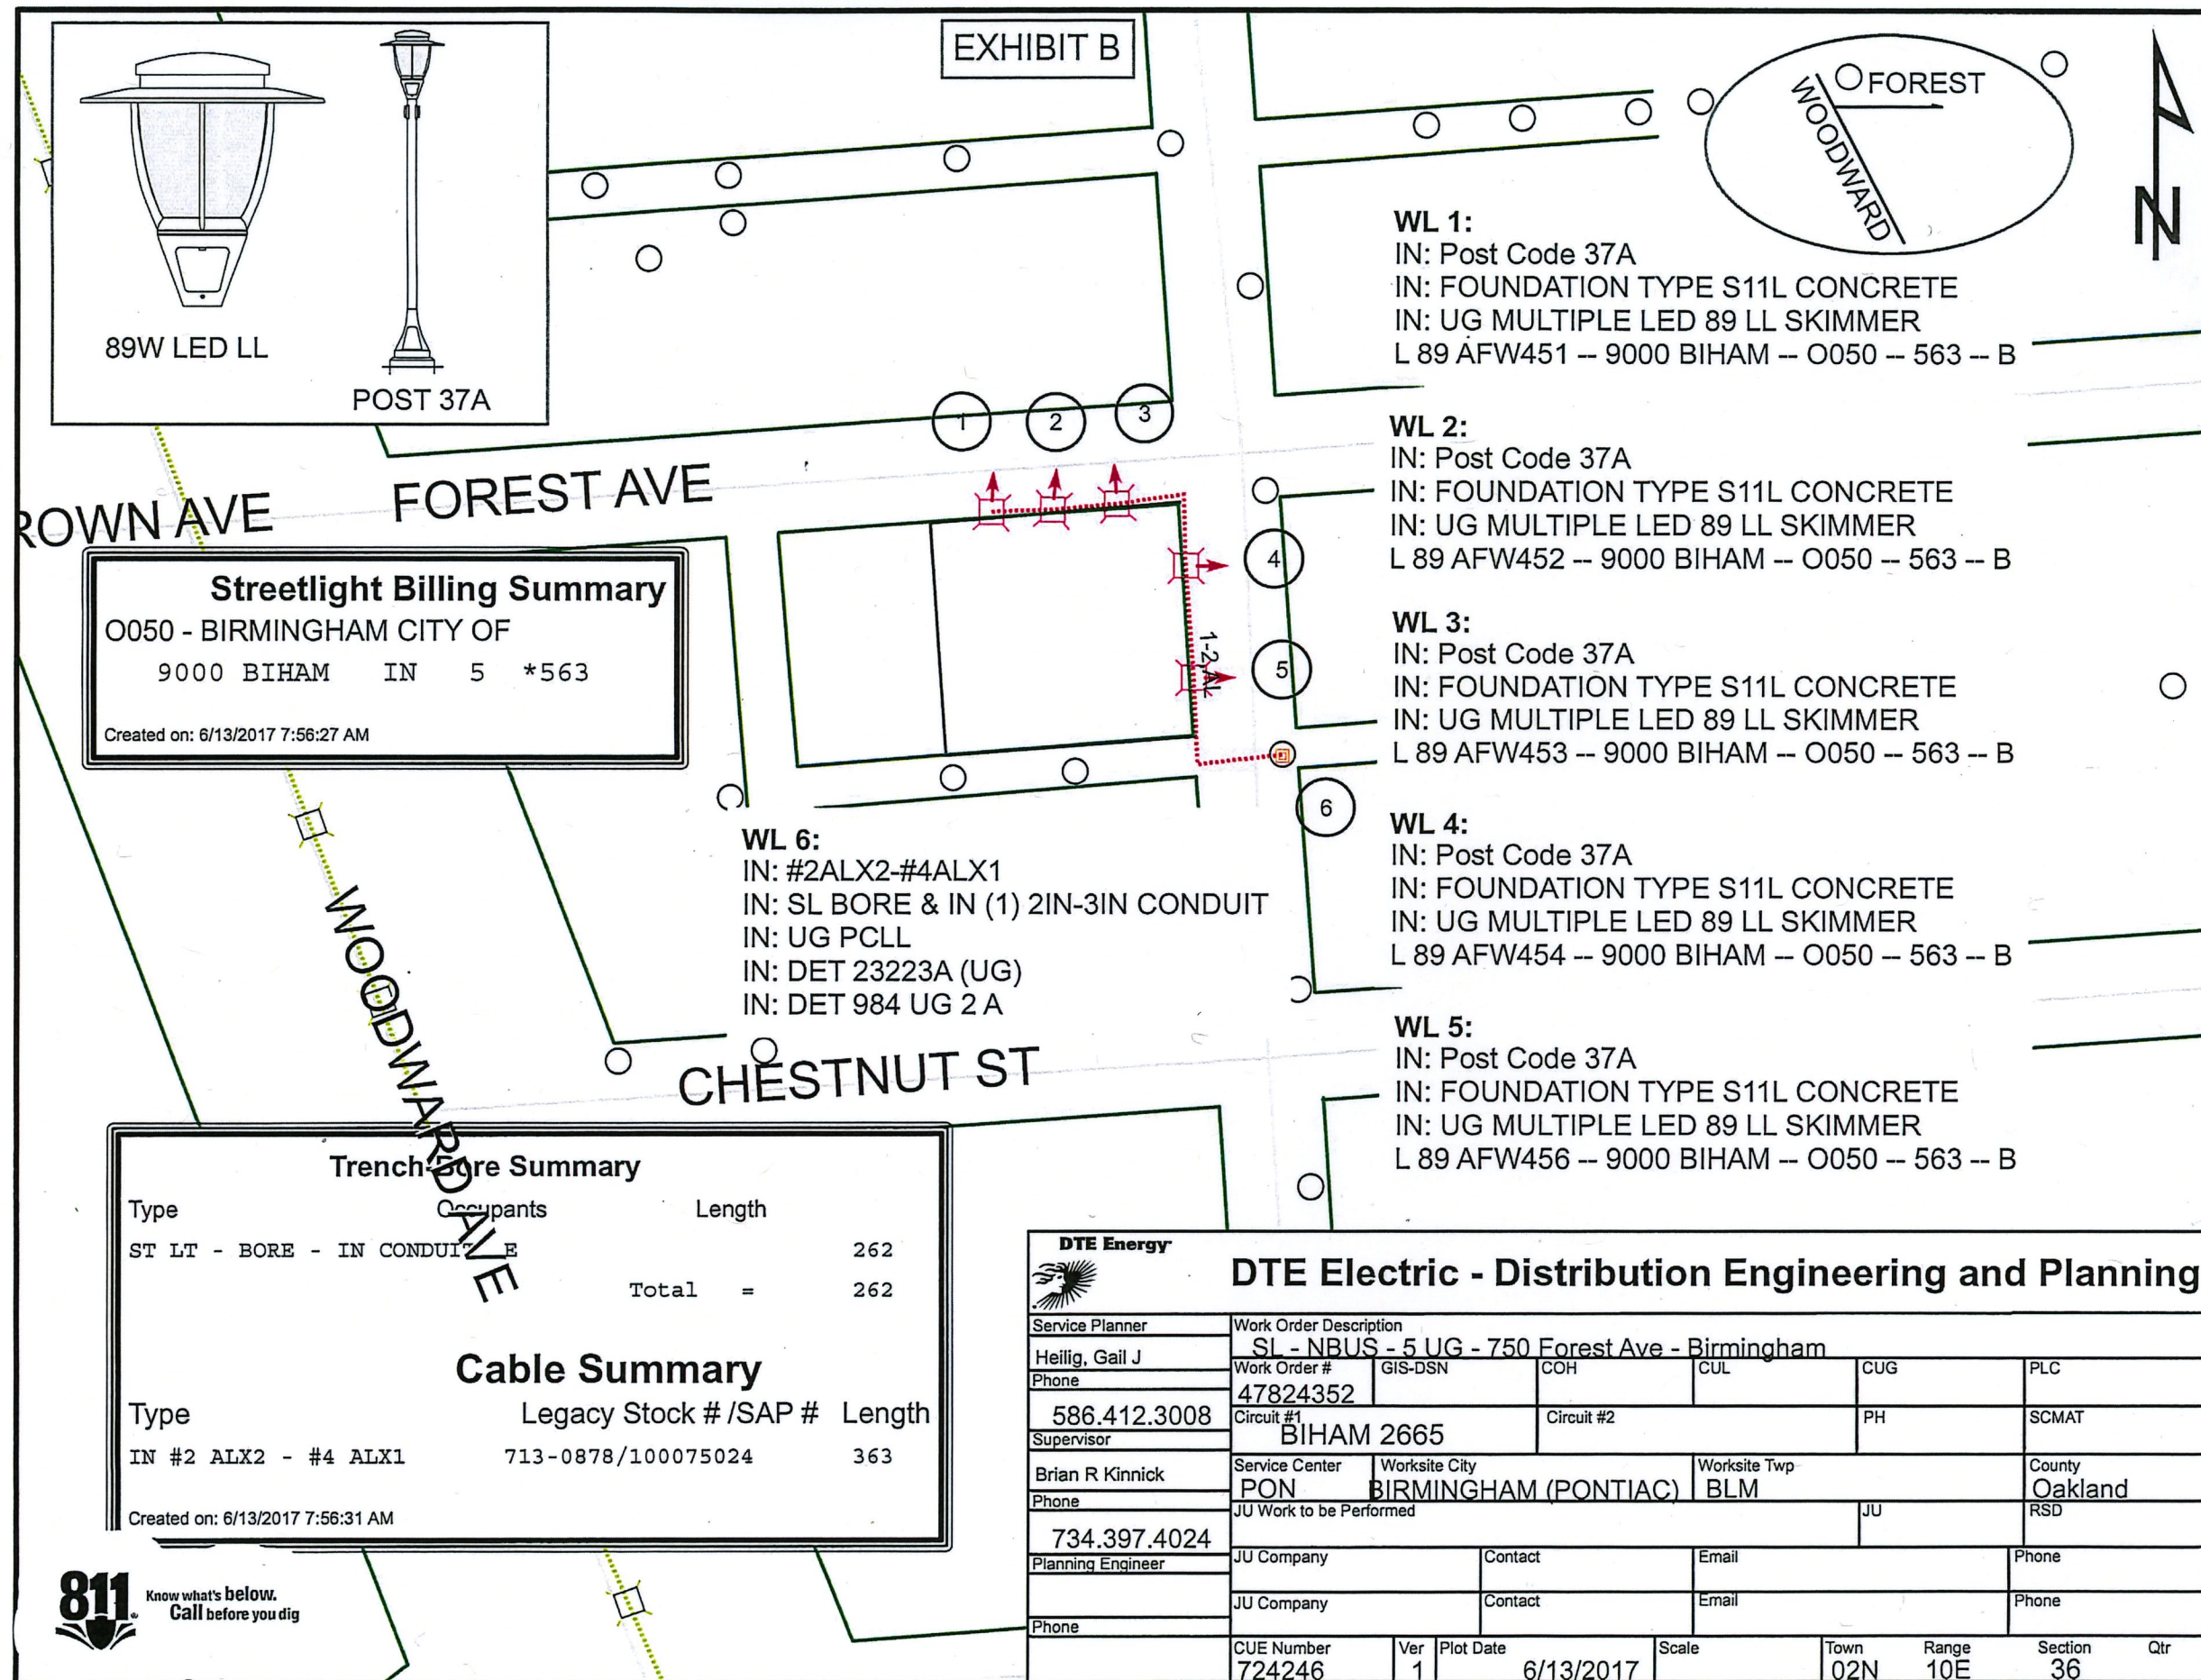 EXHIBIT B
89W LED LL
POST 37A
FOREST
WOODWARD
N
WL 1:
IN: Post Code 37A
IN: FOUNDATION TYPE S11L CONCRETE
IN: UG MULTIPLE LED 89 LL SKIMMER
L 89 AFW451 -- 9000 BIHAM -- O050 -- 563 -- B
WL 2:
IN: Post Code 37A
IN: FOUNDATION TYPE S11L CONCRETE
IN: UG MULTIPLE LED 89 LL SKIMMER
L 89 AFW452 -- 9000 BIHAM -- O050 -- 563 -- B
WL 3:
IN: Post Code 37A
IN: FOUNDATION TYPE S11L CONCRETE
IN: UG MULTIPLE LED 89 LL SKIMMER
L 89 AFW453 -- 9000 BIHAM -- O050 -- 563 -- B
WL 4:
IN: Post Code 37A
IN: FOUNDATION TYPE S11L CONCRETE
IN: UG MULTIPLE LED 89 LL SKIMMER
L 89 AFW454 -- 9000 BIHAM -- O050 -- 563 -- B
WL 5:
IN: Post Code 37A
IN: FOUNDATION TYPE S11L CONCRETE
IN: UG MULTIPLE LED 89 LL SKIMMER
L 89 AFW456 -- 9000 BIHAM -- O050 -- 563 -- B
1
2
3
4
5
6
1-2,AL
ROWN AVE
FOREST AVE
Streetlight Billing Summary
O050 - BIRMINGHAM CITY OF
9000 BIHAM IN 5 *563
Created on: 6/13/2017 7:56:27 AM
WL 6:
IN: #2ALX2-#4ALX1
IN: SL BORE & IN (1) 2IN-3IN CONDUIT
IN: UG PCLL
IN: DET 23223A (UG)
IN: DET 984 UG 2 A
WOODWARD AVE
CHESTNUT ST
Trench-Bore Summary
Type Occupants Length
ST LT - BORE - IN CONDUIT E 262
Total = 262
Cable Summary
Type Legacy Stock # /SAP # Length
IN #2 ALX2 - #4 ALX1 713-0878/100075024 363
Created on: 6/13/2017 7:56:31 AM
811
Know what's below.
Call before you dig
DTE Energy
DTE Electric - Distribution Engineering and Planning
Service Planner
Heilig, Gail J
Phone
586.412.3008
Supervisor
Brian R Kinnick
Phone
734.397.4024
Planning Engineer
Phone
Work Order Description
SL - NBUS - 5 UG - 750 Forest Ave - Birmingham
Work Order # GIS-DSN COH CUL CUG PLC
47824352
Circuit #1 Circuit #2 PH SCMAT
BIHAM 2665
Service Center Worksite City Worksite Twp County
PON BIRMINGHAM (PONTIAC) BLM Oakland
JU Work to be Performed JU RSD
JU Company Contact Email Phone
JU Company Contact Email Phone
CUE Number Ver Plot Date Scale Town Range Section Qtr
724246 1 6/13/2017 02N 10E 36